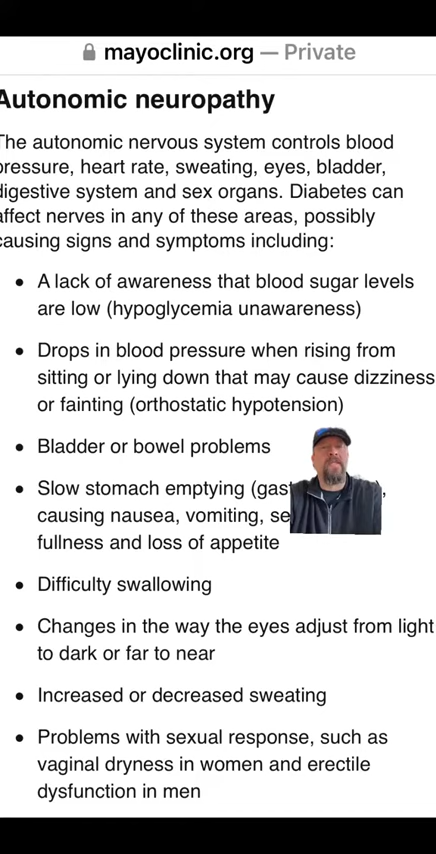 mayoclinic.org — Private
Autonomic neuropathy
The autonomic nervous system controls blood
pressure, heart rate, sweating, eyes, bladder,
digestive system and sex organs. Diabetes can
affect nerves in any of these areas, possibly
causing signs and symptoms including:
• A lack of awareness that blood sugar levels
are low (hypoglycemia unawareness)
• Drops in blood pressure when rising from
sitting or lying down that may cause dizziness
or fainting (orthostatic hypotension)
• Bladder or bowel problems
• Slow stomach emptying
causing nausea, vomiting,
fullness and loss of appetite
• Difficulty swallowing
• Changes in the way the eyes adjust from light
to dark or far to near
• Increased or decreased sweating
• Problems with sexual response, such as
vaginal dryness in women and erectile
dysfunction in men